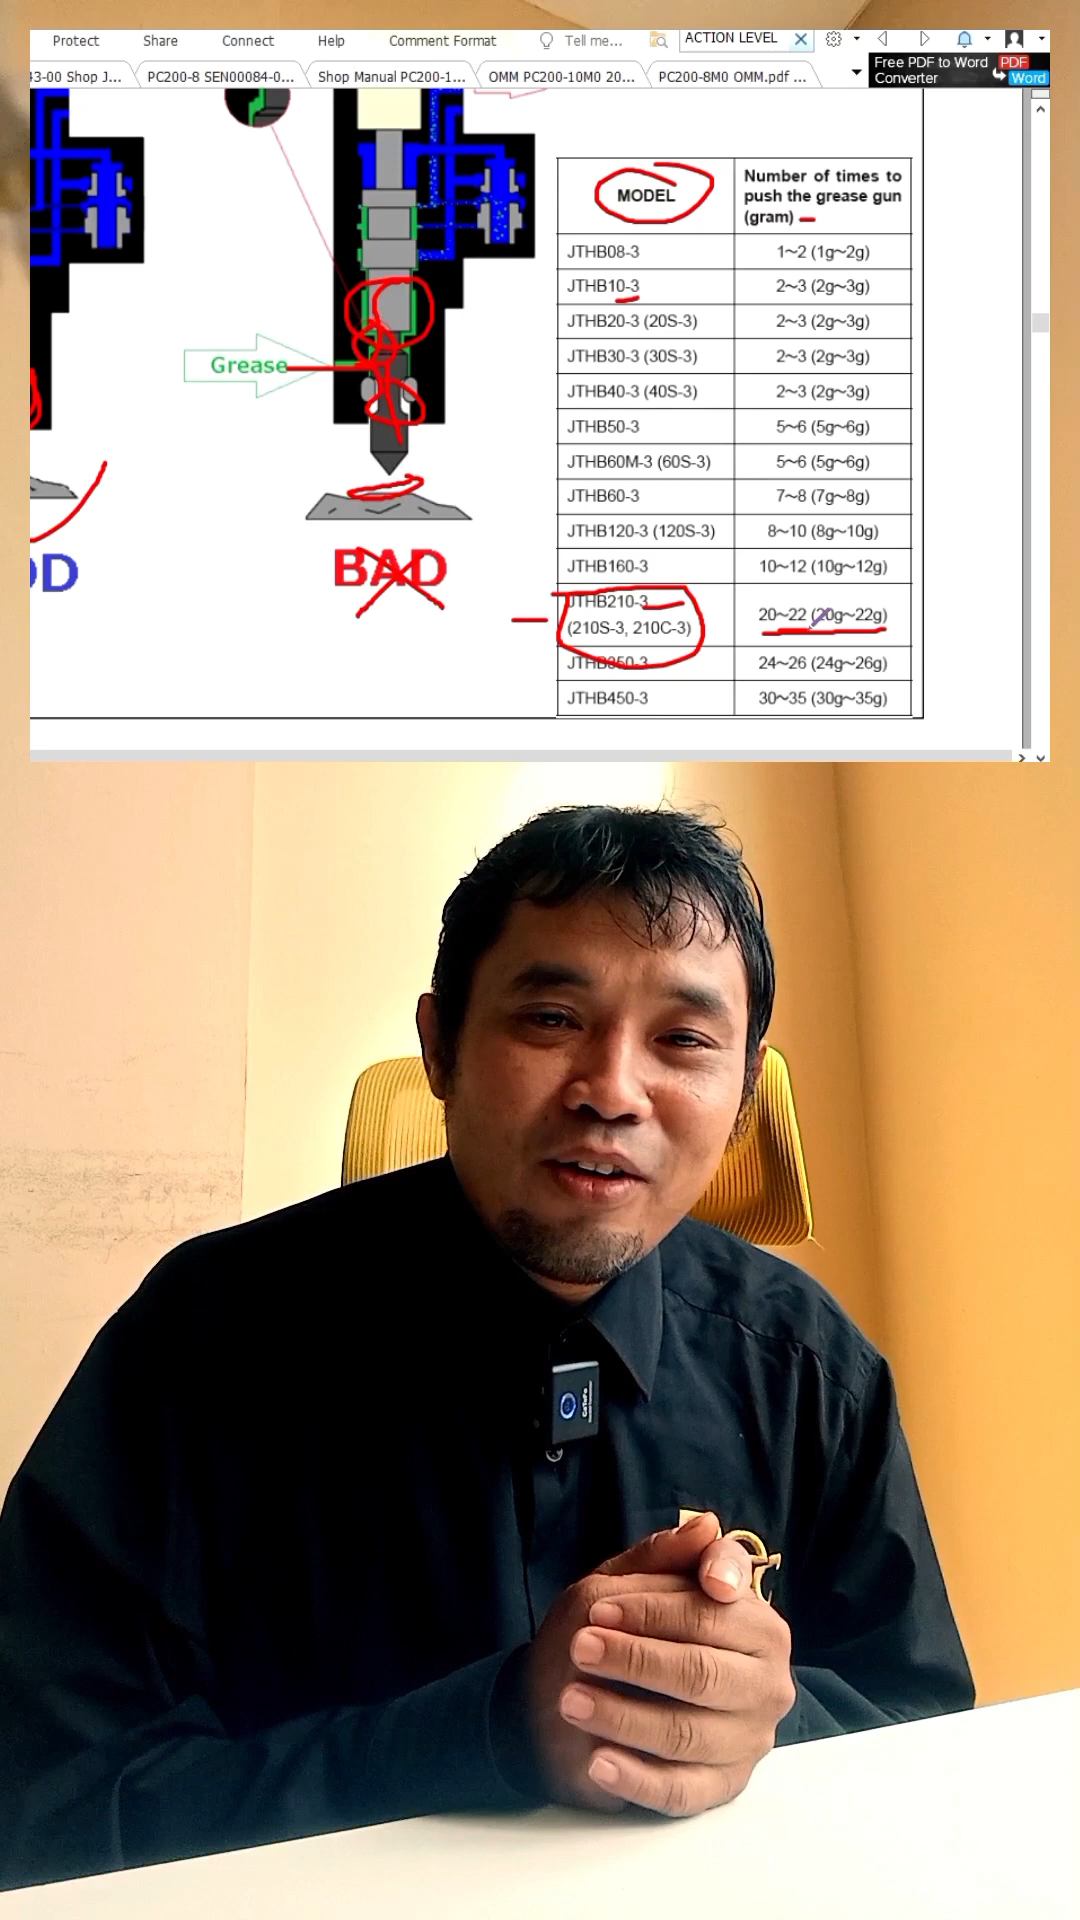 Protect Share Connect Help Comment Format Tell me... ACTION LEVEL
43-00 Shop J... PC200-8 SEN00084-0... Shop Manual PC200-1... OMM PC200-10M0 20... PC200-8M0 OMM.pdf ...
Free PDF to Word PDF
Converter Word
Grease
BAD
MODEL
Number of times to
push the grease gun
(gram)
JTHB08-3 1~2 (1g~2g)
JTHB10-3 2~3 (2g~3g)
JTHB20-3 (20S-3) 2~3 (2g~3g)
JTHB30-3 (30S-3) 2~3 (2g~3g)
JTHB40-3 (40S-3) 2~3 (2g~3g)
JTHB50-3 5~6 (5g~6g)
JTHB60M-3 (60S-3) 5~6 (5g~6g)
JTHB60-3 7~8 (7g~8g)
JTHB120-3 (120S-3) 8~10 (8g~10g)
JTHB160-3 10~12 (10g~12g)
JTHB210-3
(210S-3, 210C-3) 20~22 (20g~22g)
JTHB350-3 24~26 (24g~26g)
JTHB450-3 30~35 (30g~35g)